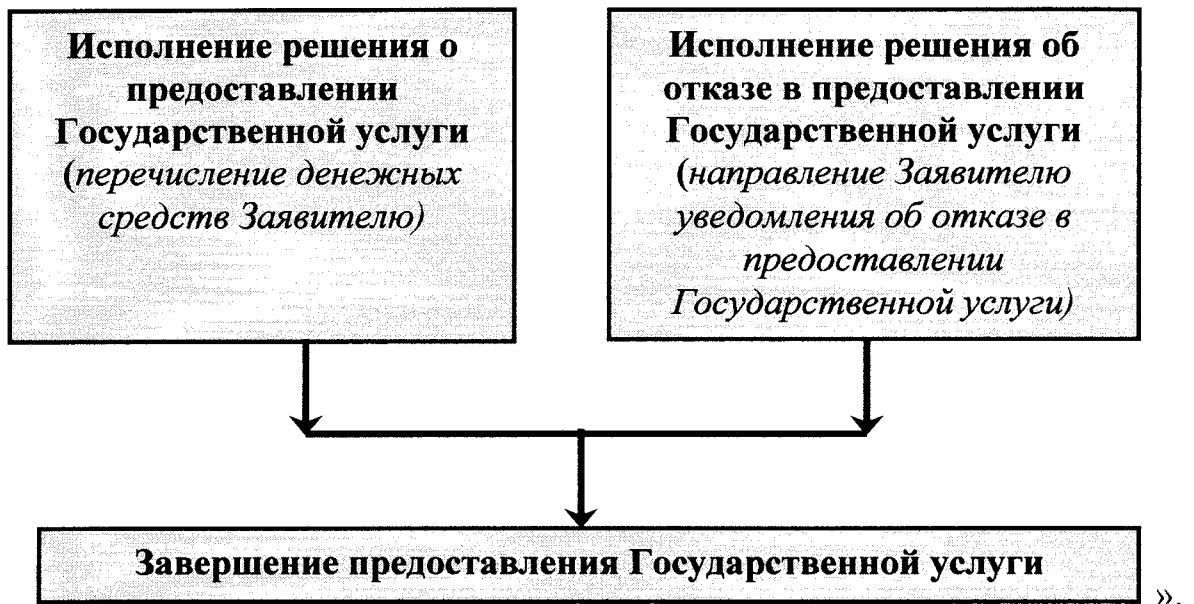 Исполнение решения о
предоставлении
Государственной услуги
(перечисление денежных
средств Заявителю)
Исполнение решения об
отказе в предоставлении
Государственной услуги
(направление Заявителю
уведомления об отказе в
предоставлении
Государственной услуги)
Завершение предоставления Государственной услуги
».